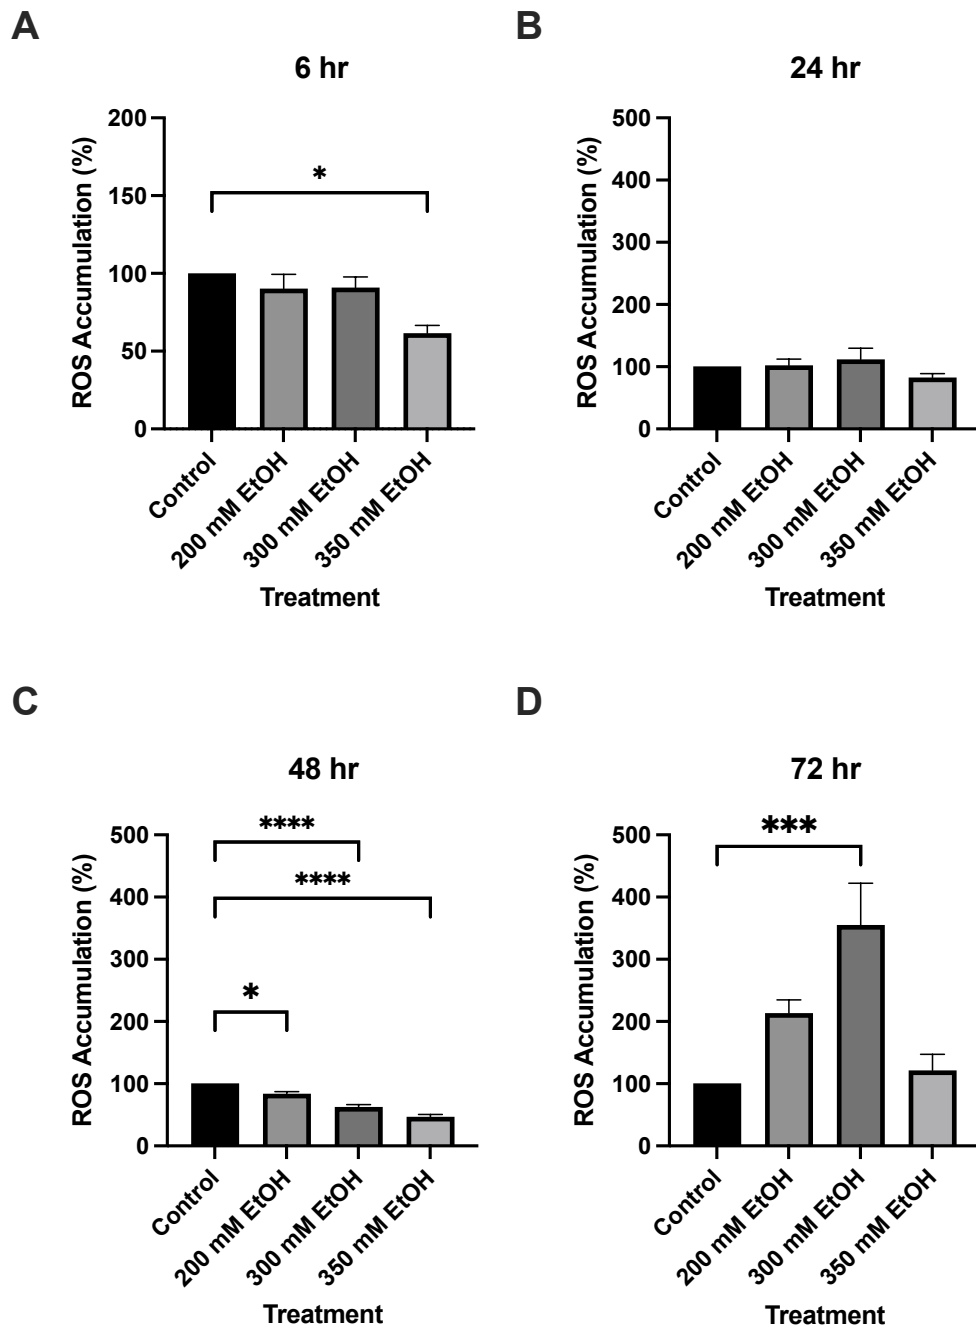 A
6 hr
ROS Accumulation (%)
200
150
100
50
0
*
Control
200 mM EtOH
300 mM EtOH
350 mM EtOH
Treatment
B
24 hr
ROS Accumulation (%)
500
400
300
200
100
0
Control
200 mM EtOH
300 mM EtOH
350 mM EtOH
Treatment
C
48 hr
ROS Accumulation (%)
500
400
300
200
100
0
****
****
*
Control
200 mM EtOH
300 mM EtOH
350 mM EtOH
Treatment
D
72 hr
ROS Accumulation (%)
500
400
300
200
100
0
***
Control
200 mM EtOH
300 mM EtOH
350 mM EtOH
Treatment